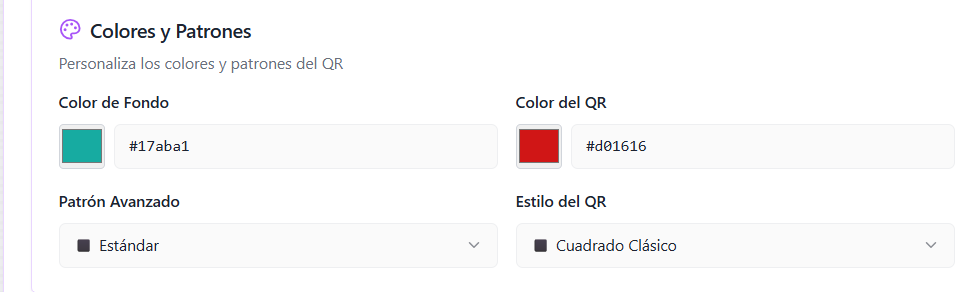 Colores y Patrones
Personaliza los colores y patrones del QR
Color de Fondo
Color del QR
#17aba1
#d01616
Patrón Avanzado
Estilo del QR
Estándar
Cuadrado Clásico